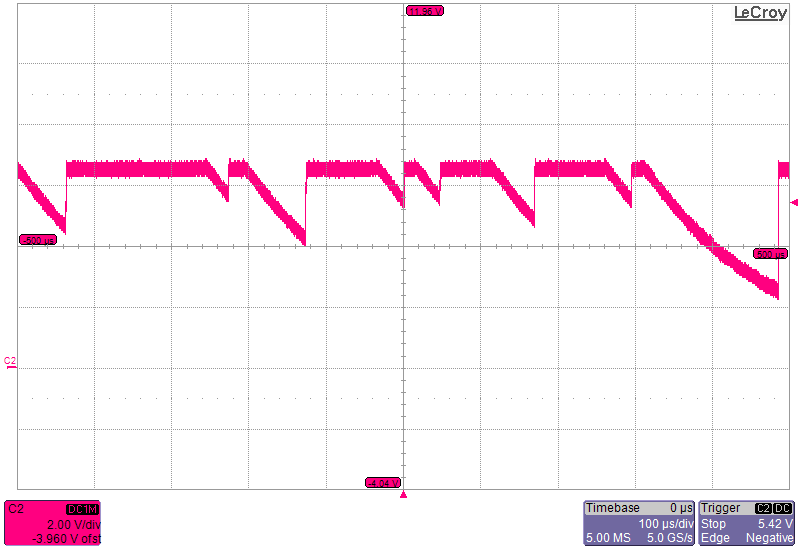 11.96 V
LeCroy
-500 µs
500 µs
C2
-4.04 V
C2 DC1M
2.00 V/div
-3.960 V ofst
Timebase 0 µs
100 µs/div
5.00 MS 5.0 GS/s
Trigger C2 DC
Stop 5.42 V
Edge Negative